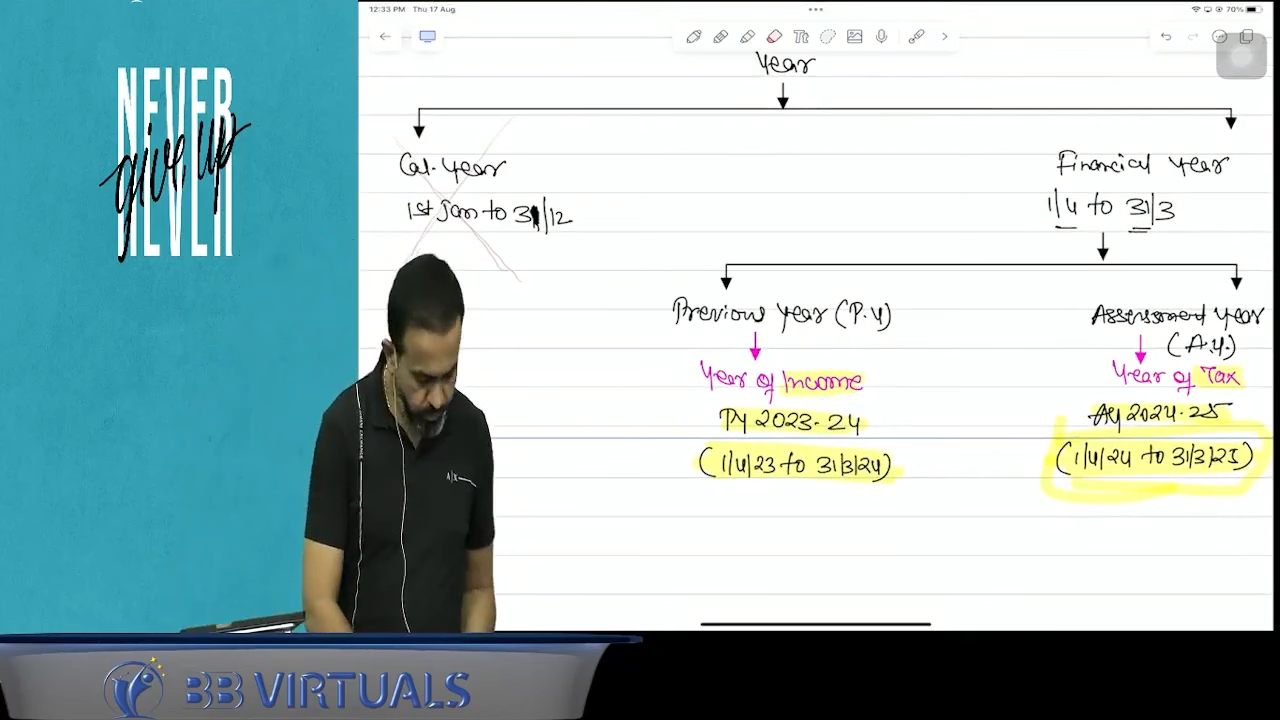 12:33 PM Thu 17 Aug
70%
NEVER
give up
NEVER
Tt
Year
Cal. Year
1st Jan to 31/12
Financial Year
1/4 to 31/3
Previous Year (P.Y)
Assessment Year
(A.Y.)
Year of Income
Year of Tax
PY 2023-24
AY 2024-25
(1/4/23 to 31/3/24)
(1/4/24 to 31/3/25)
A|X
BB VIRTUALS